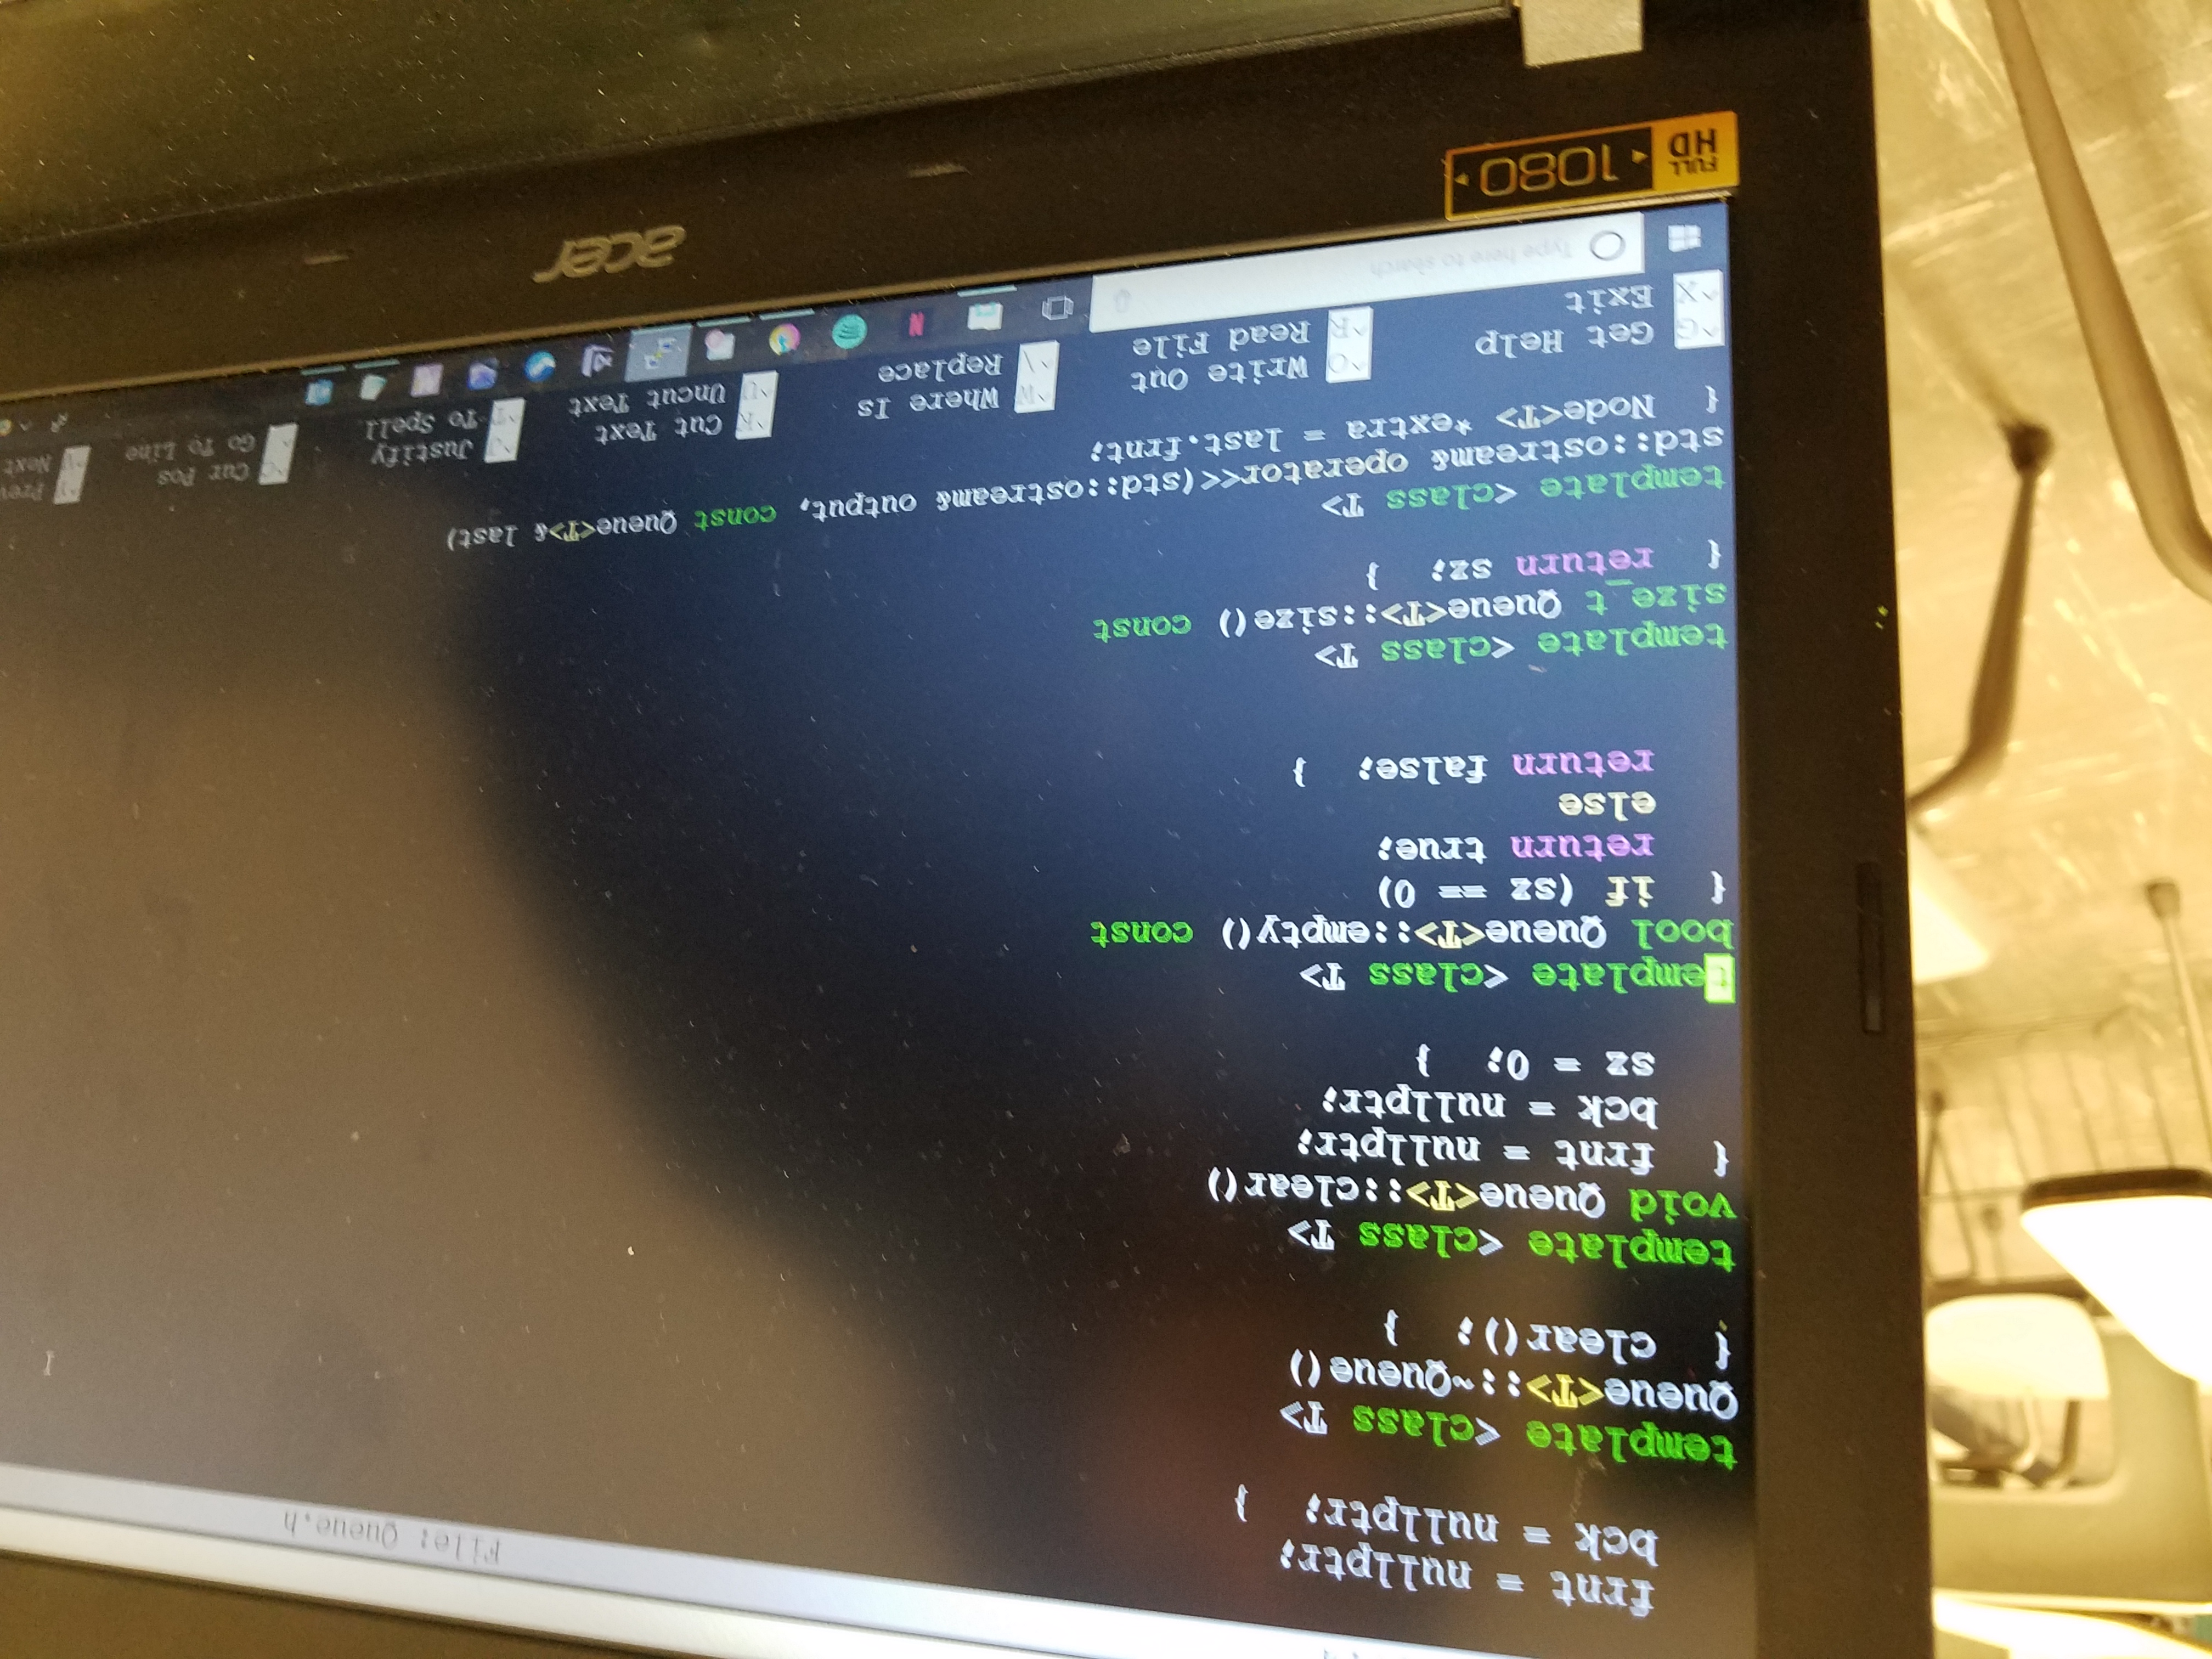 File: Queue.h
frnt = nullptr;
bck = nullptr; }
template <class T>
Queue<T>::~Queue()
{ clear(); }
template <class T>
void Queue<T>::clear()
{ frnt = nullptr;
bck = nullptr;
sz = 0; }
template <class T>
bool Queue<T>::empty() const
{ if (sz == 0)
return true;
else
return false; }
template <class T>
size_t Queue<T>::size() const
{ return sz; }
template <class T>
std::ostream& operator<<(std::ostream& output, const Queue<T>& last)
{ Node<T> *extra = last.frnt;
^G Get Help ^O Write Out ^W Where Is ^K Cut Text ^J Justify ^C Cur Pos ^Y Prev
^X Exit ^R Read File ^\ Replace ^U Uncut Text ^T To Spell Go To Line Next
Type here to search
acer
FULL HD 1080